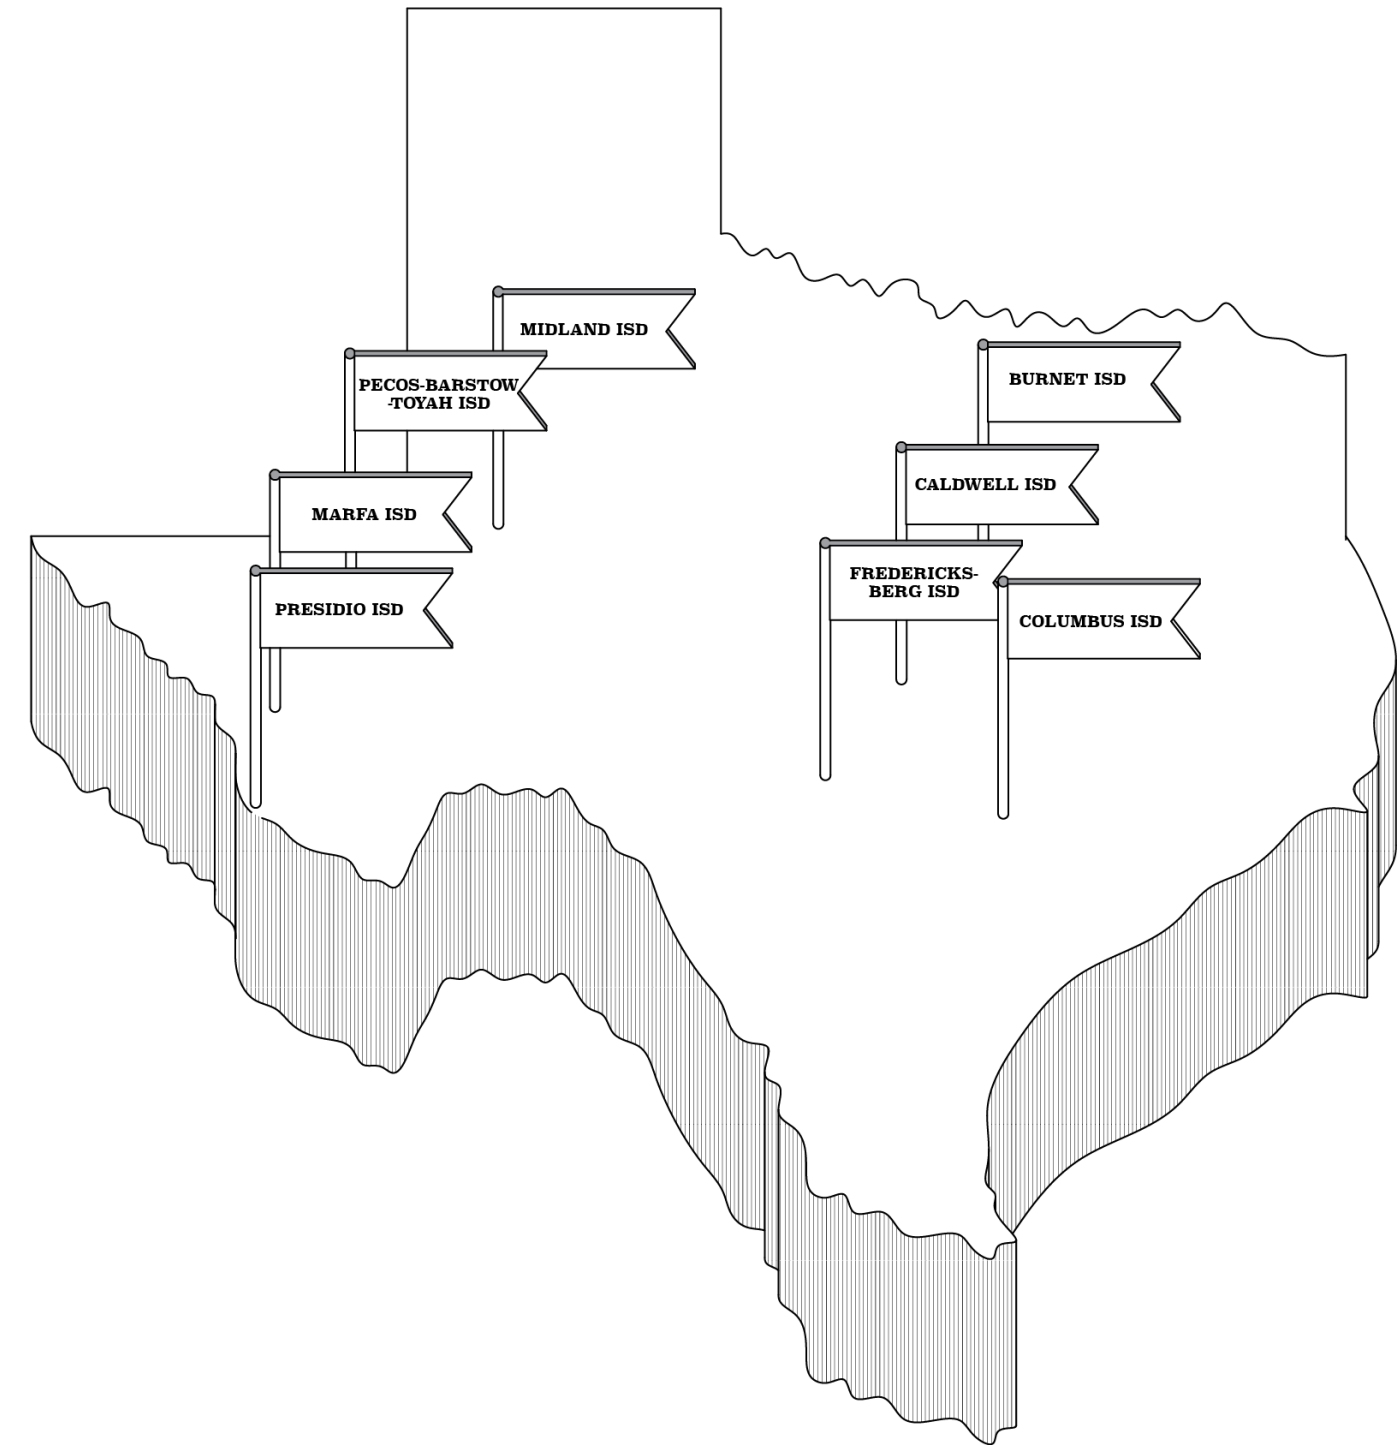 MIDLAND ISD
PECOS-BARSTOW
-TOYAH ISD
MARFA ISD
PRESIDIO ISD
BURNET ISD
CALDWELL ISD
FREDERICKS-
BERG ISD
COLUMBUS ISD